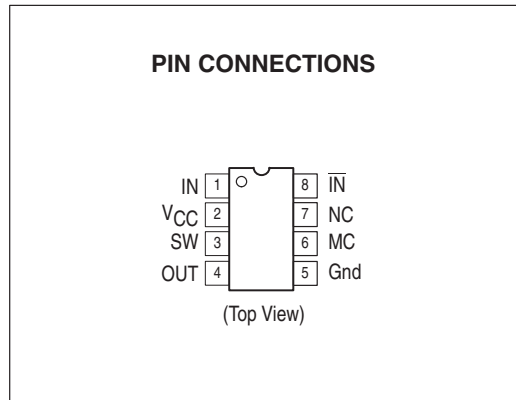 PIN CONNECTIONS
IN 1 8 I̅N̅
VCC 2 7 NC
SW 3 6 MC
OUT 4 5 Gnd
(Top View)